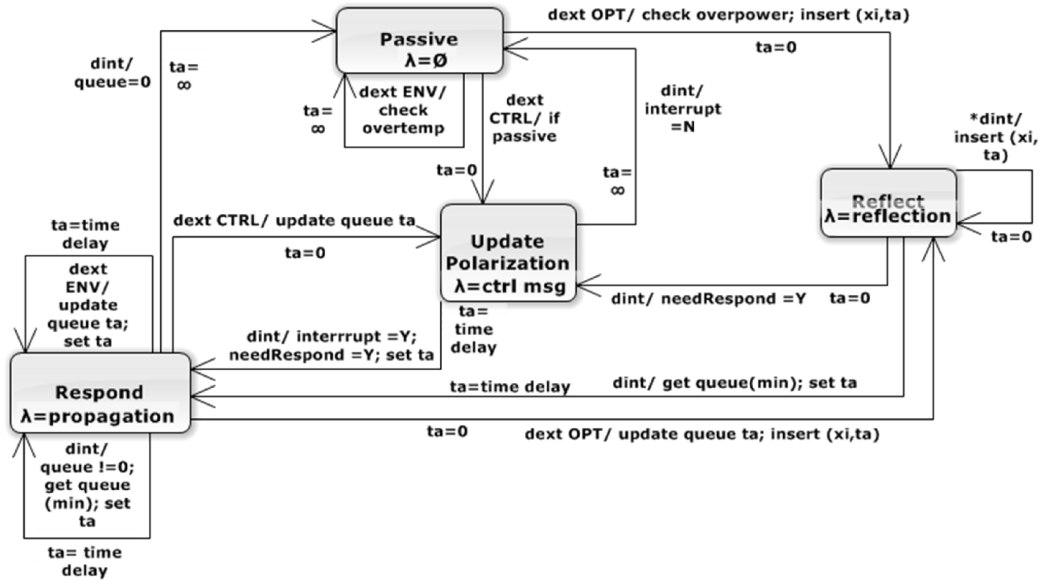 Passive
λ=Ø
dext OPT/ check overpower; insert (xi,ta)
ta=0
dint/
queue=0
ta=
∞
dext ENV/
check
overtemp
ta=
∞
dext
CTRL/ if
passive
ta=0
dint/
interrupt
=N
ta=
∞
*dint/
insert (xi,
ta)
ta=0
Reflect
λ=reflection
dext CTRL/ update queue ta
ta=0
Update
Polarization
λ=ctrl msg
ta=time
delay
dext
ENV/
update
queue ta;
set ta
dint/ needRespond =Y
ta=0
ta=
time
delay
dint/ interrrupt =Y;
needRespond =Y; set ta
Respond
λ=propagation
ta=time delay
dint/ get queue(min); set ta
ta=0
dext OPT/ update queue ta; insert (xi,ta)
dint/
queue !=0;
get queue
(min); set
ta
ta= time
delay